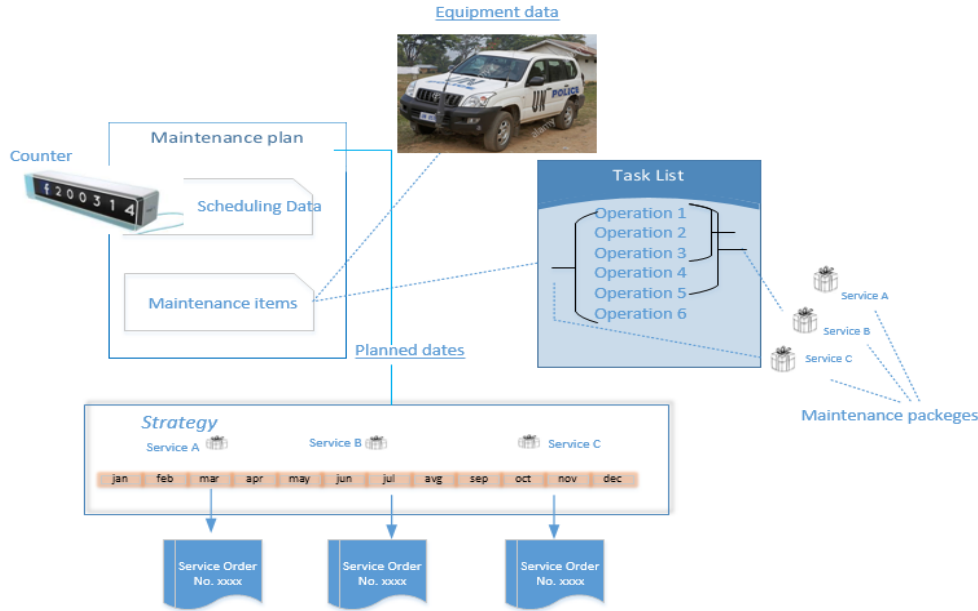 Equipment data
UN
POLICE
UN
alamy
Maintenance plan
Counter
200314
Scheduling Data
Maintenance items
Task List
Operation 1
Operation 2
Operation 3
Operation 4
Operation 5
Operation 6
Service A
Service B
Service C
Maintenance packeges
Planned dates
Strategy
Service A
Service B
Service C
jan feb mar apr may jun jul avg sep oct nov dec
Service Order
No. xxxx
Service Order
No. xxxx
Service Order
No. xxxx